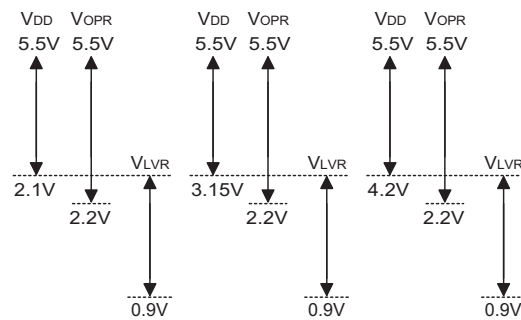 VDD VOPR VDD VOPR VDD VOPR
5.5V 5.5V 5.5V 5.5V 5.5V 5.5V
VLVR VLVR VLVR
2.1V 3.15V 4.2V
2.2V 2.2V 2.2V
0.9V 0.9V 0.9V